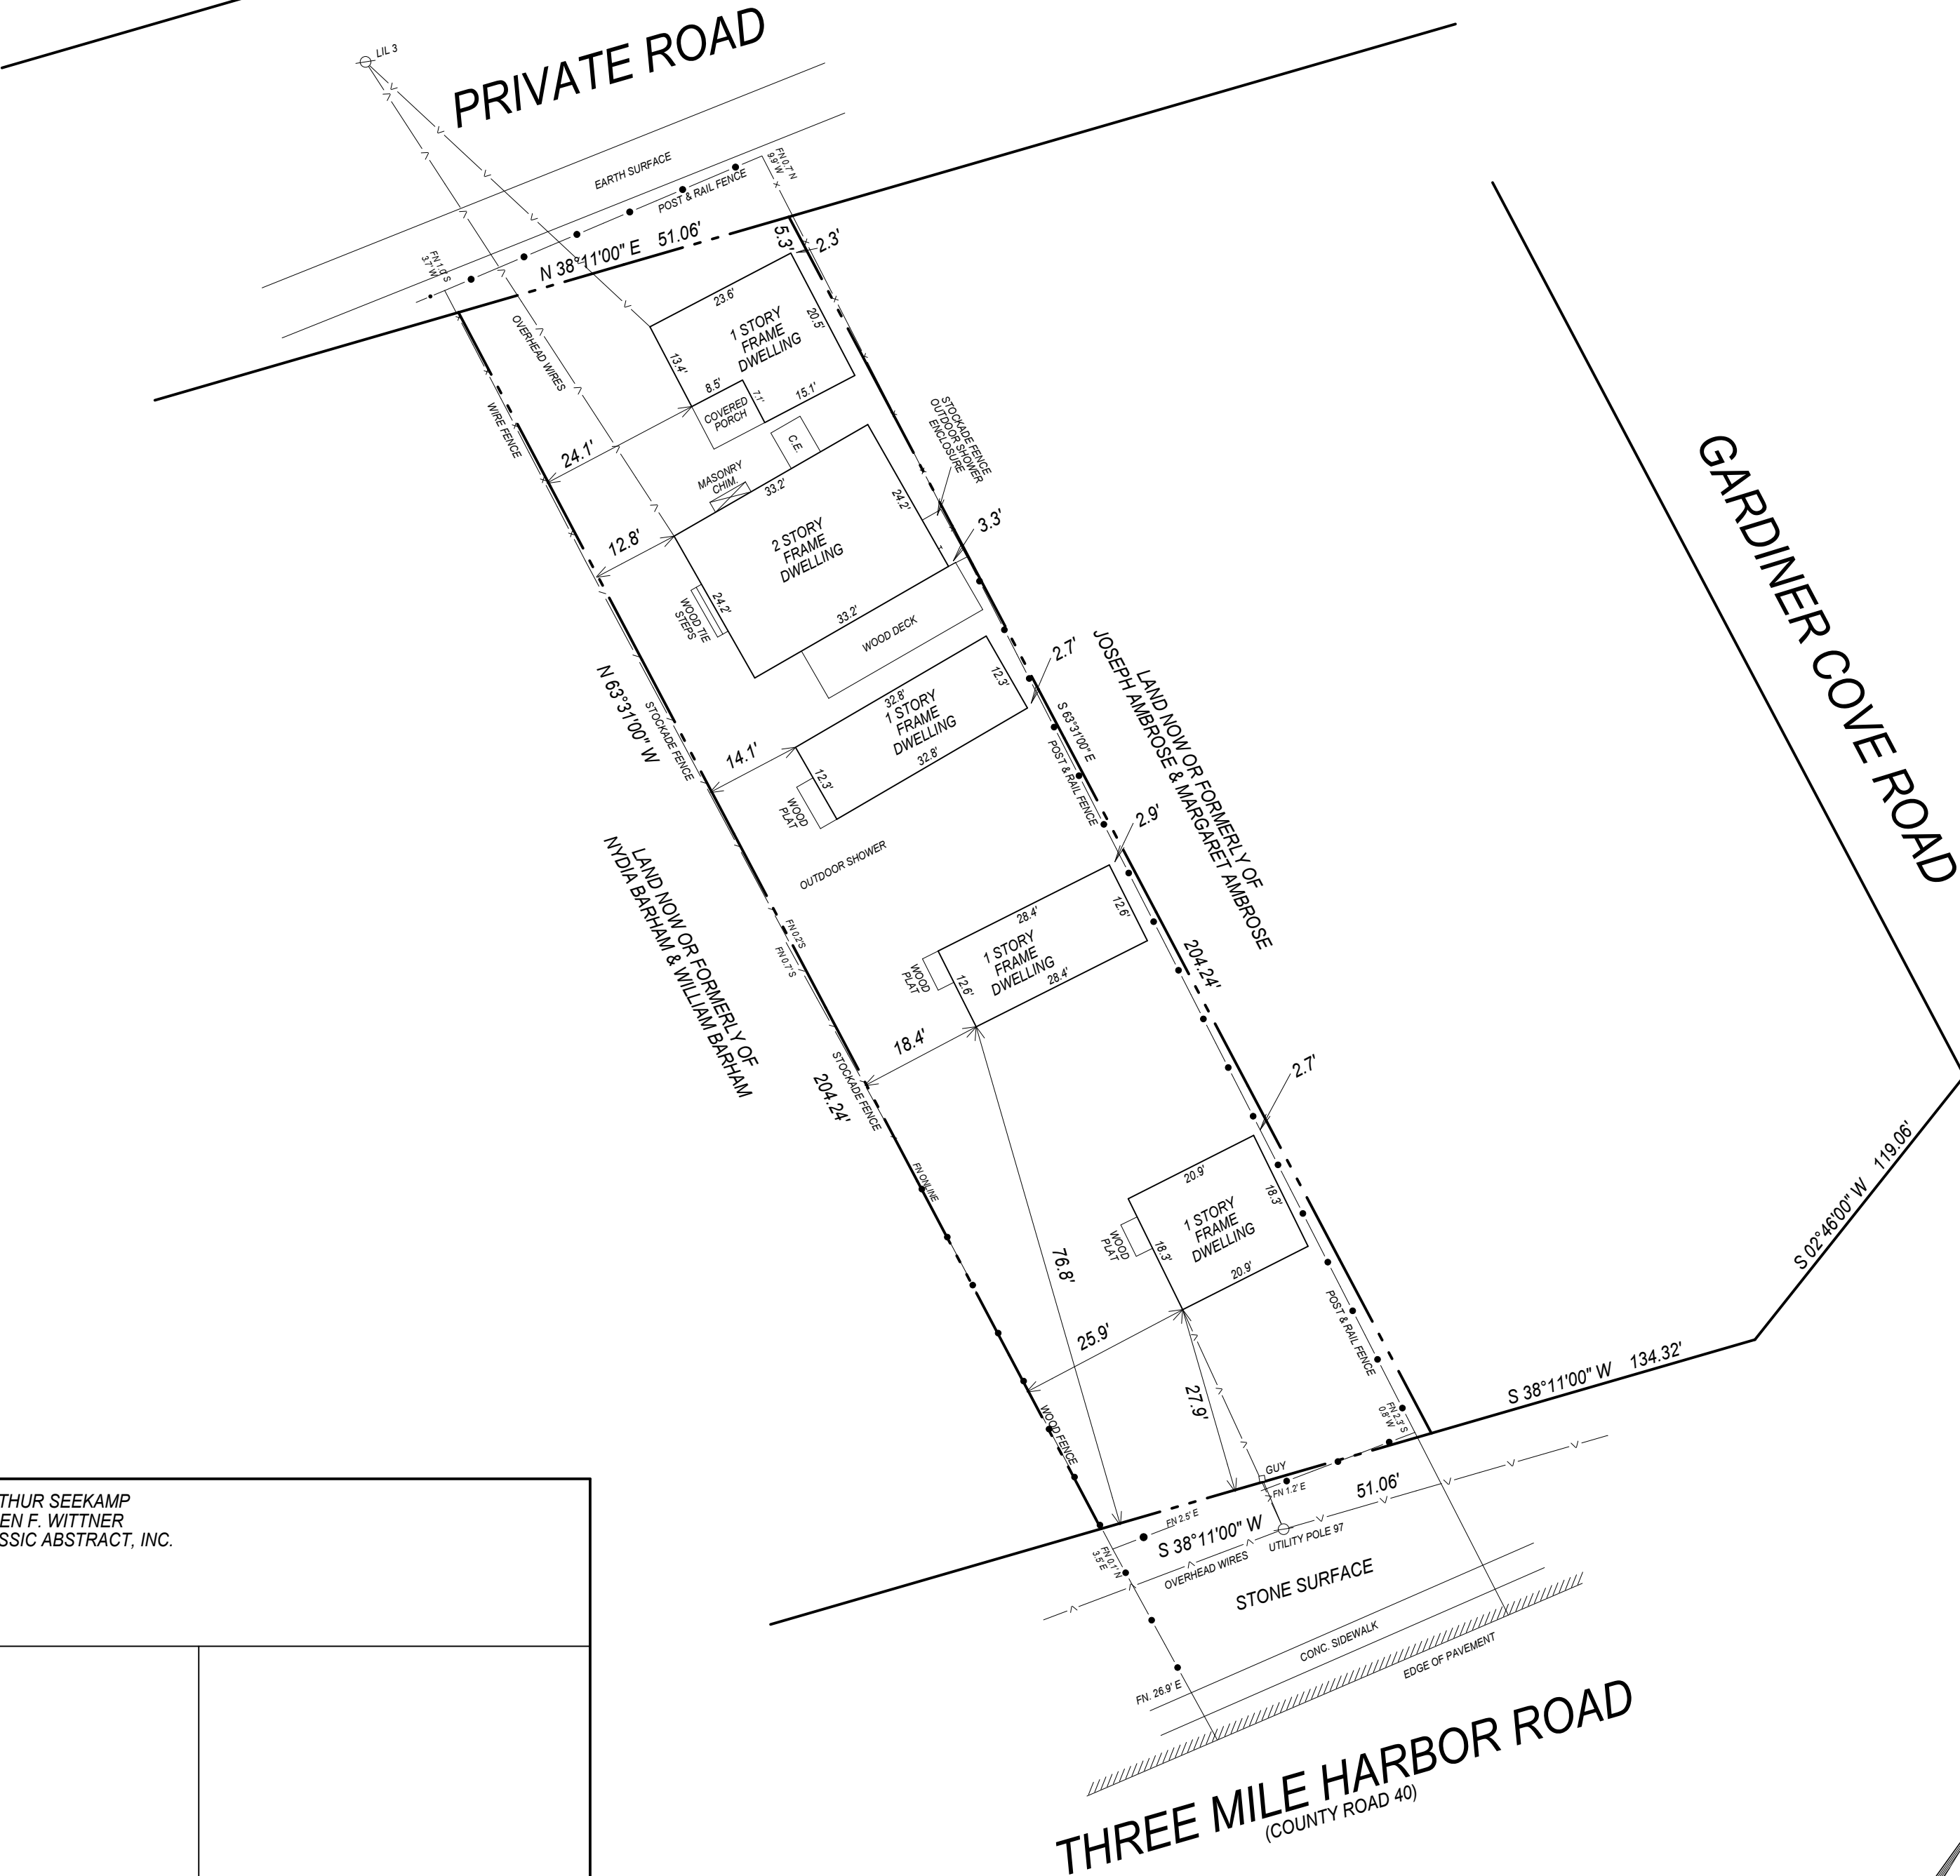 LIL 3
PRIVATE ROAD
EARTH SURFACE
POST & RAIL FENCE
FN 0.7' N
9.9' W
FN 1.0' S
3.7' W
N 38°11'00" E 51.06'
5.3'
2.3'
OVERHEAD WIRES
WIRE FENCE
23.6'
20.5'
1 STORY
FRAME
DWELLING
13.4'
8.5'
7.1'
15.1'
COVERED
PORCH
24.1'
C.E.
STOCKADE FENCE
OUTDOOR SHOWER
ENCLOSURE
MASONRY
CHIM.
33.2'
24.2'
3.3'
12.8'
2 STORY
FRAME
DWELLING
24.2'
WOOD TIE
STEPS
33.2'
WOOD DECK
GARDINER COVE ROAD
N 63°31'00" W
STOCKADE FENCE
2.7'
32.8'
12.3'
1 STORY
FRAME
DWELLING
14.1'
12.3'
32.8'
WOOD
PLAT
S 63°31'00" E
POST & RAIL FENCE
LAND NOW OR FORMERLY OF
JOSEPH AMBROSE & MARGARET AMBROSE
LAND NOW OR FORMERLY OF
NYDIA BARHAM & WILLIAM BARHAM
OUTDOOR SHOWER
2.9'
FN 0.2'S
FN 0.7'S
28.4'
12.6'
1 STORY
FRAME
DWELLING
WOOD
PLAT
12.6'
28.4'
204.24'
18.4'
STOCKADE FENCE
204.24'
2.7'
FN ONLINE
20.9'
18.3'
1 STORY
FRAME
DWELLING
WOOD
PLAT
18.3'
20.9'
76.8'
25.9'
27.9'
POST & RAIL FENCE
S 02°46'00" W 119.06'
S 38°11'00" W 134.32'
WOOD FENCE
FN 2.3' S
0.8' W
GUY
FN 1.2' E
51.06'
FN 2.5' E
S 38°11'00" W
FN 0.1' N
3.5' E
UTILITY POLE 97
OVERHEAD WIRES
STONE SURFACE
CONC. SIDEWALK
EDGE OF PAVEMENT
FN. 26.9' E
THREE MILE HARBOR ROAD
(COUNTY ROAD 40)
THUR SEEKAMP
EN F. WITTNER
SSIC ABSTRACT, INC.